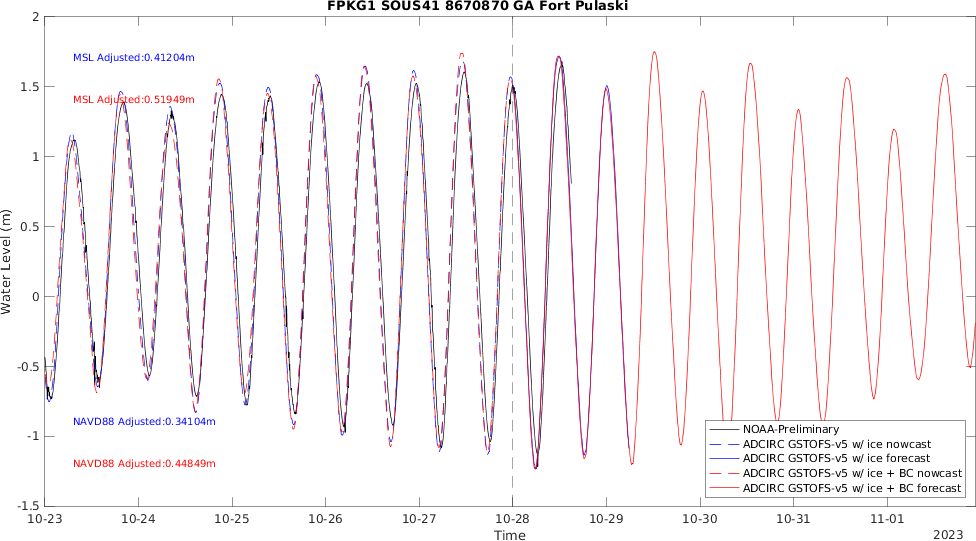 FPKG1 SOUS41 8670870 GA Fort Pulaski
2
1.5
1
0.5
0
-0.5
-1
-1.5
Water Level (m)
MSL Adjusted:0.41204m
MSL Adjusted:0.51949m
NAVD88 Adjusted:0.34104m
NAVD88 Adjusted:0.44849m
NOAA-Preliminary
ADCIRC GSTOFS-v5 w/ ice nowcast
ADCIRC GSTOFS-v5 w/ ice forecast
ADCIRC GSTOFS-v5 w/ ice + BC nowcast
ADCIRC GSTOFS-v5 w/ ice + BC forecast
10-23 10-24 10-25 10-26 10-27 10-28 10-29 10-30 10-31 11-01
Time
2023